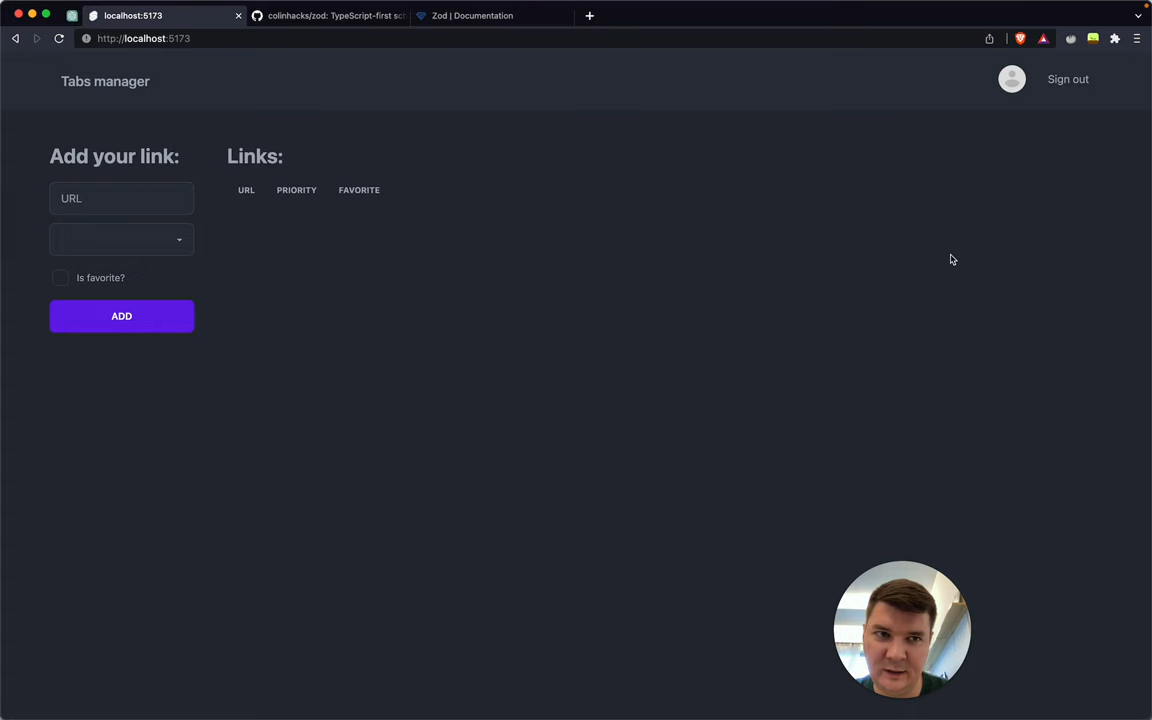 localhost:5173
colinhacks/zod: TypeScript-first sch
Zod | Documentation
http://localhost:5173
Tabs manager
Sign out
Add your link:
Links:
URL
PRIORITY
FAVORITE
URL
Is favorite?
ADD